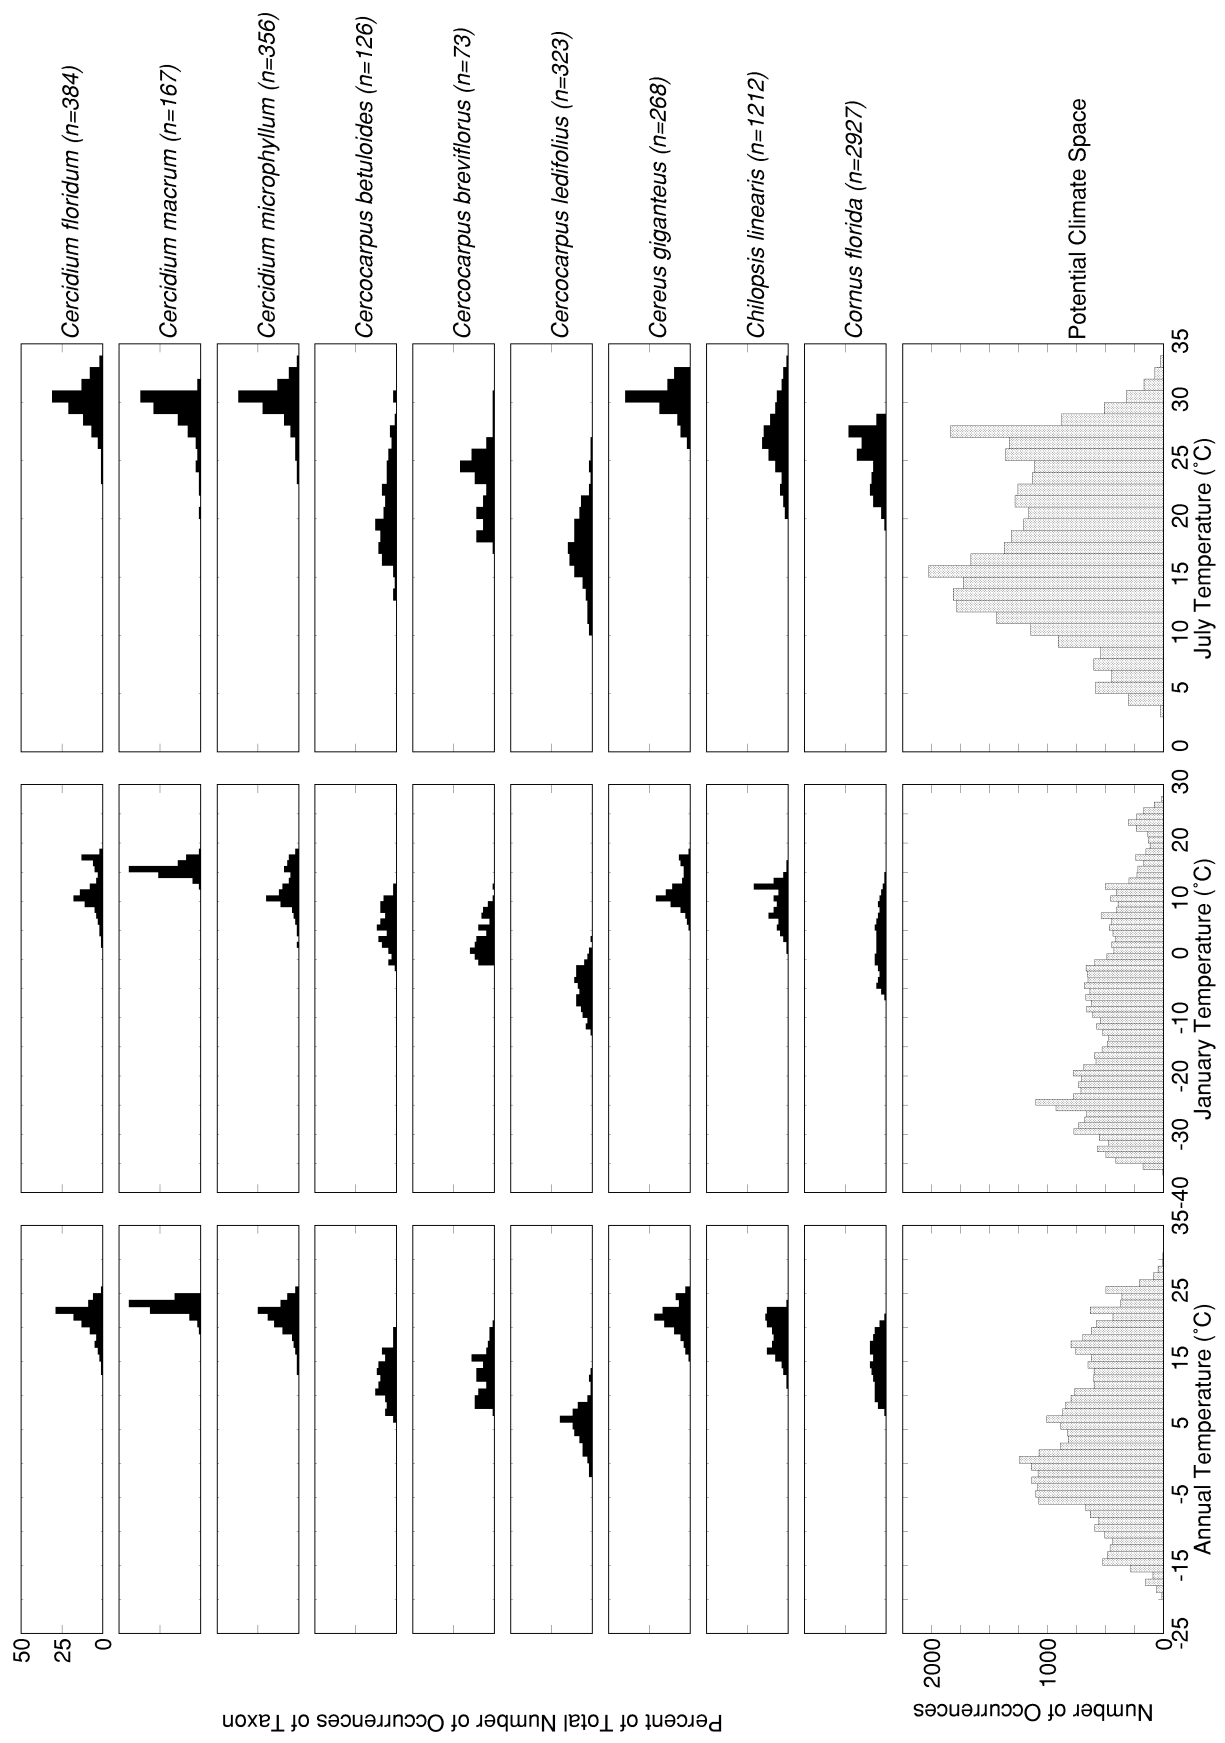 Percent of Total Number of Occurrences of Taxon
50
25
0
Cercidium floridum (n=384)
Cercidium macrum (n=167)
Cercidium microphyllum (n=356)
Cercocarpus betuloides (n=126)
Cercocarpus breviflorus (n=73)
Cercocarpus ledifolius (n=323)
Cereus giganteus (n=268)
Chilopsis linearis (n=1212)
Cornus florida (n=2927)
Potential Climate Space
Number of Occurrences
2000
1000
0
-25 -15 -5 5 15 25 35
Annual Temperature (˚C)
-40 -30 -20 -10 0 10 20 30
January Temperature (˚C)
0 5 10 15 20 25 30 35
July Temperature (˚C)